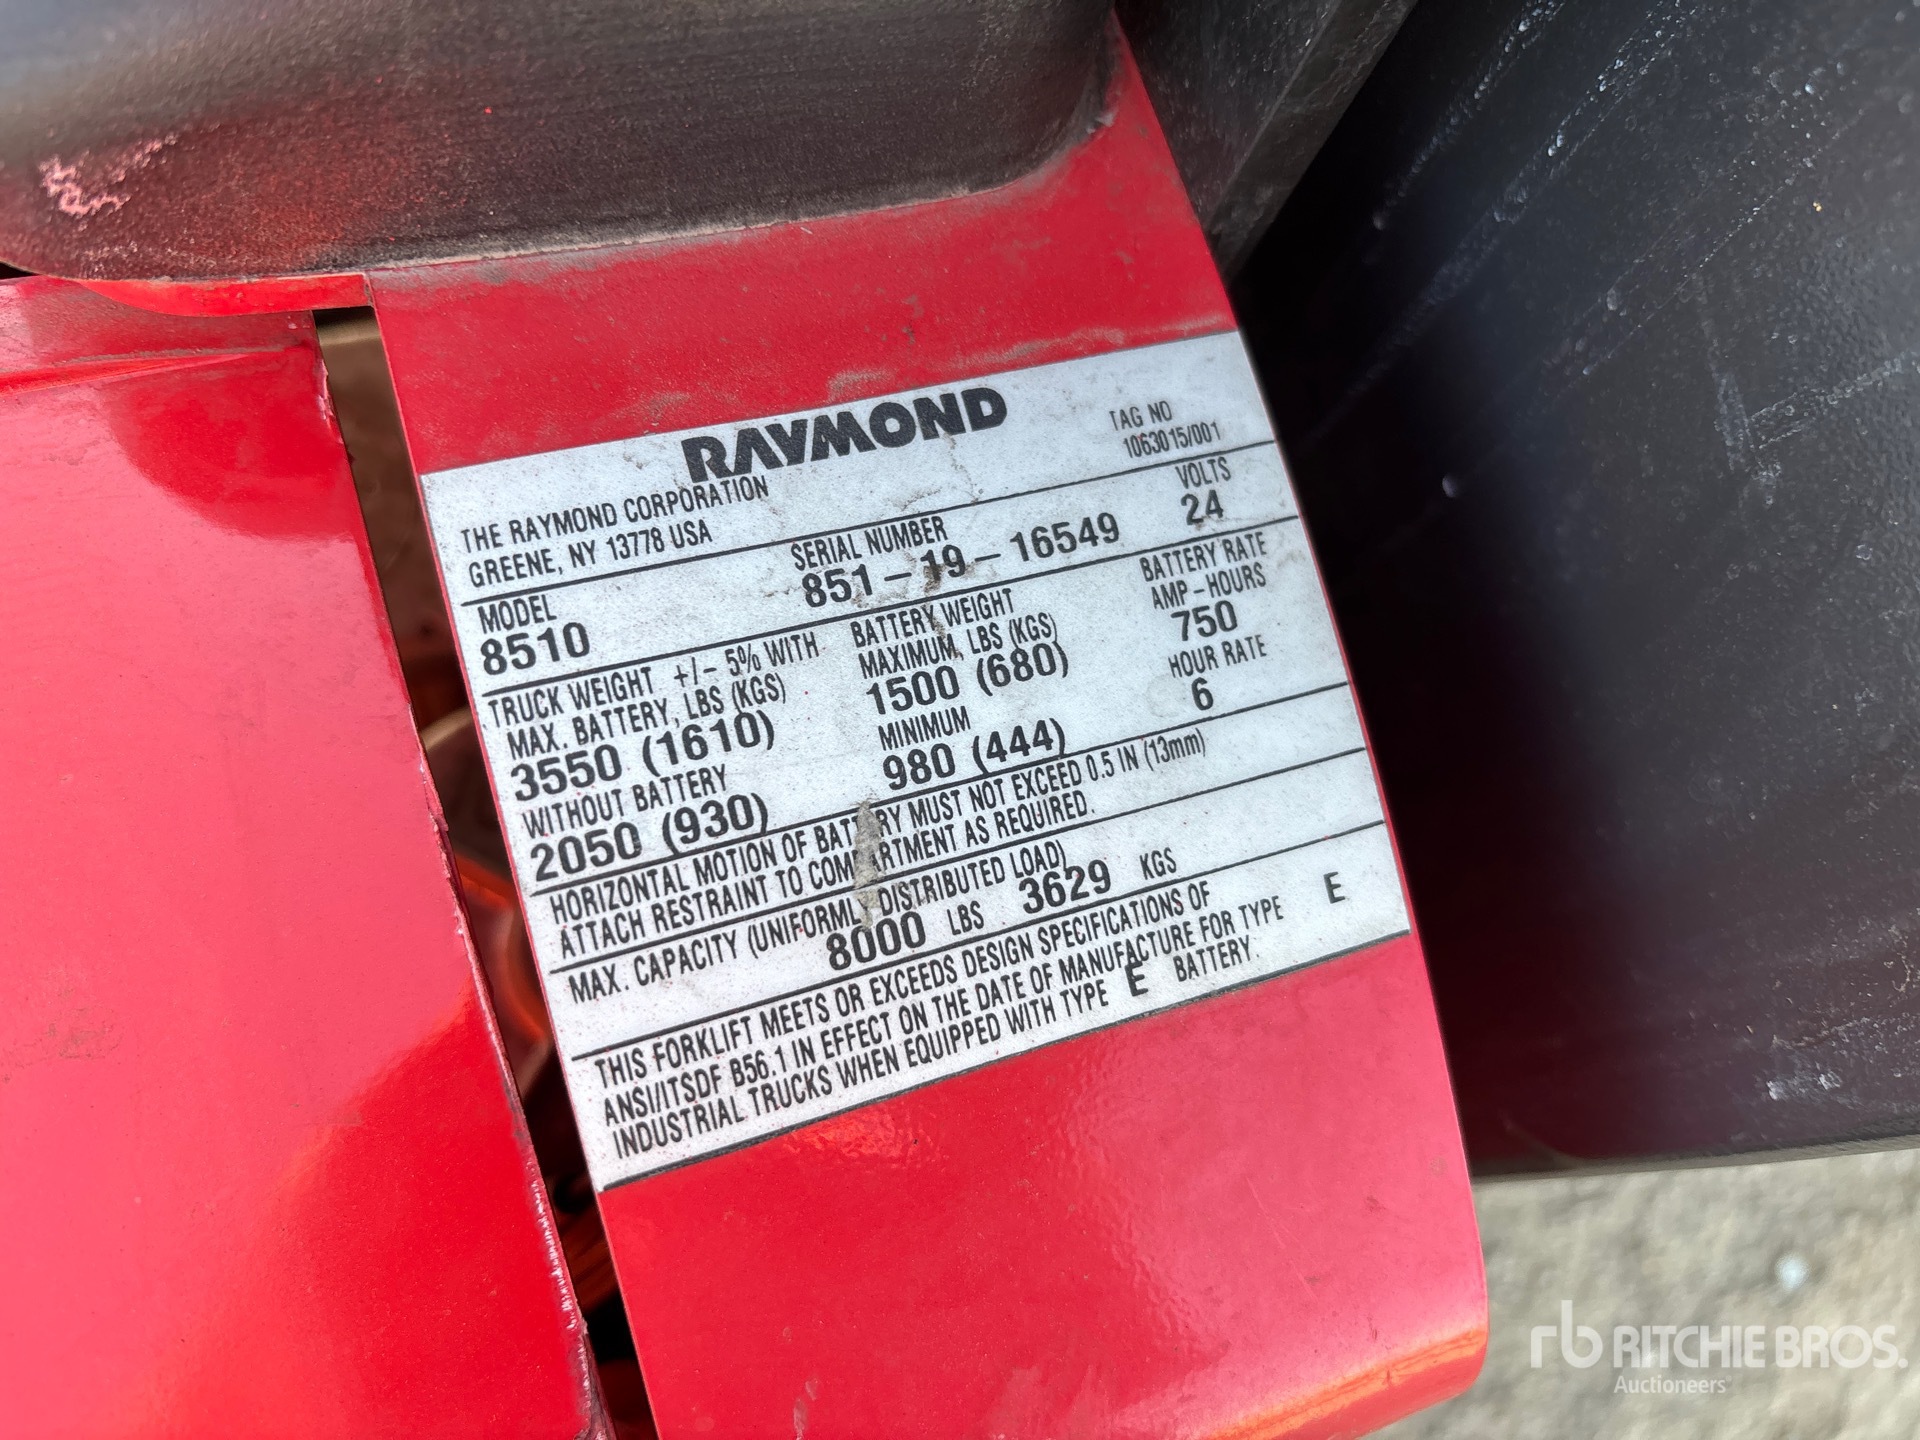 RAYMOND
TAG NO
1063015/001
THE RAYMOND CORPORATION
GREENE, NY 13778 USA
MODEL
8510
SERIAL NUMBER
851-19-16549
VOLTS
24
TRUCK WEIGHT +/- 5% WITH
MAX. BATTERY, LBS (KGS)
3550 (1610)
WITHOUT BATTERY
2050 (930)
BATTERY WEIGHT
MAXIMUM, LBS (KGS)
1500 (680)
MINIMUM
980 (444)
BATTERY RATE
AMP-HOURS
750
HOUR RATE
6
HORIZONTAL MOTION OF BATTERY MUST NOT EXCEED 0.5 IN (13mm)
ATTACH RESTRAINT TO COMPARTMENT AS REQUIRED.
MAX. CAPACITY (UNIFORMLY DISTRIBUTED LOAD)
8000 LBS 3629 KGS
THIS FORKLIFT MEETS OR EXCEEDS DESIGN SPECIFICATIONS OF
ANSI/ITSDF B56.1 IN EFFECT ON THE DATE OF MANUFACTURE FOR TYPE E
INDUSTRIAL TRUCKS WHEN EQUIPPED WITH TYPE E BATTERY.
rb RITCHIE BROS.
Auctioneers